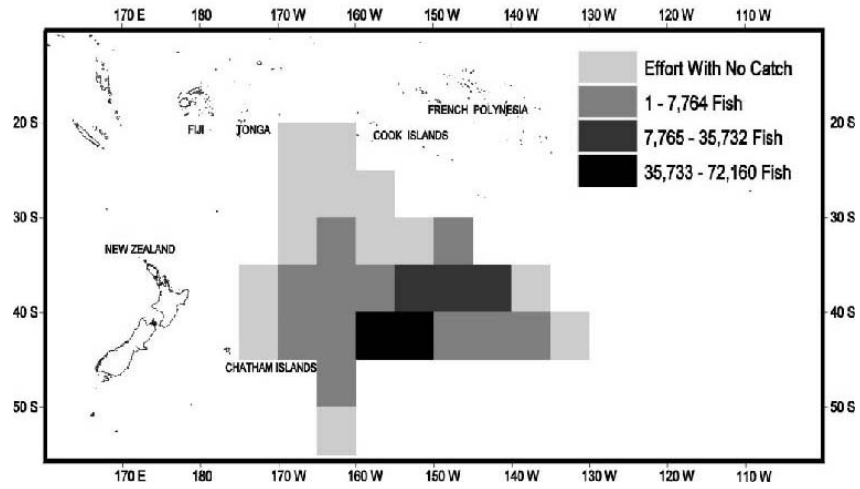 170 E 180 170 W 160 W 150 W 140 W 130 W 120 W 110 W
Effort With No Catch
1 - 7,764 Fish
7,765 - 35,732 Fish
35,733 - 72,160 Fish
FRENCH POLYNESIA
20 S FIJI TONGA COOK ISLANDS 20 S
30 S 30 S
NEW ZEALAND
40 S 40 S
CHATHAM ISLANDS
50 S 50 S
170 E 180 170 W 160 W 150 W 140 W 130 W 120 W 110 W